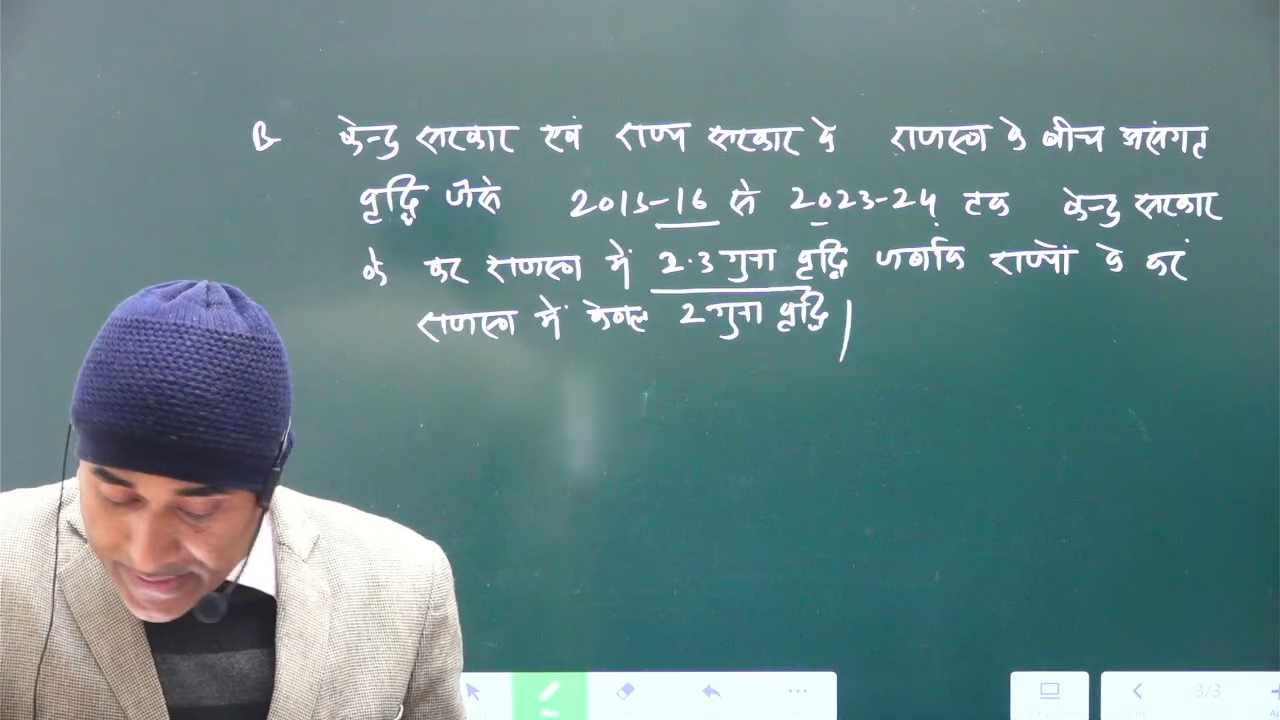 B केन्द्र सरकार एवं राज्य सरकार के राजस्व के बीच असंगत
वृद्धि जैसे 2015-16 से 2023-24 तक केन्द्र सरकार
के कर राजस्व में 2.3 गुना वृद्धि जबकि राज्यों के कर
राजस्व में केवल 2 गुना वृद्धि।
3/3